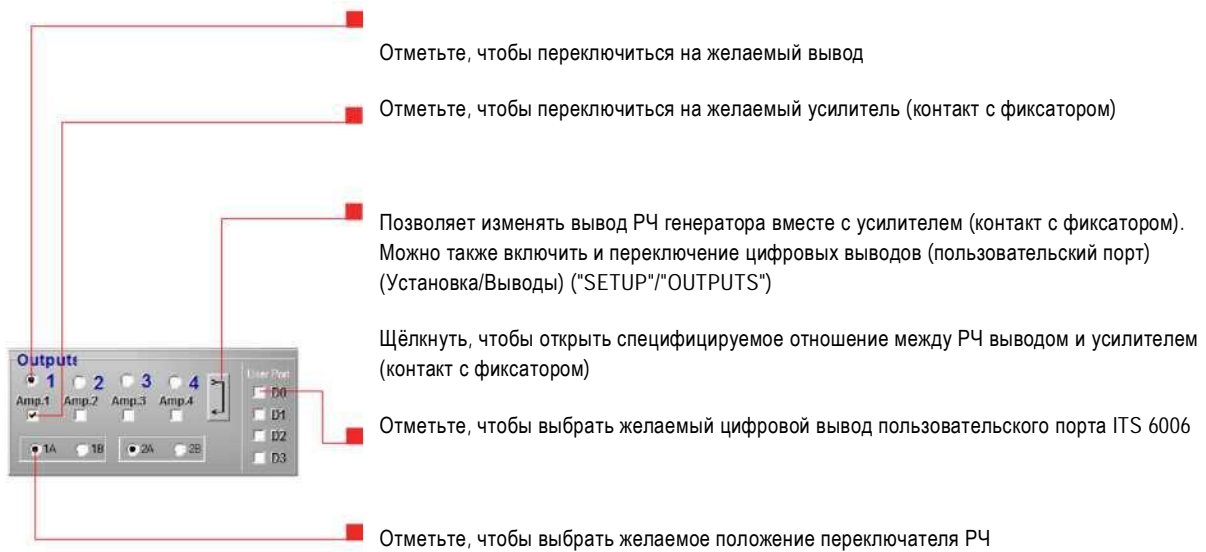 Отметьте, чтобы переключиться на желаемый вывод
Отметьте, чтобы переключиться на желаемый усилитель (контакт с фиксатором)
Позволяет изменять вывод РЧ генератора вместе с усилителем (контакт с фиксатором).
Можно также включить и переключение цифровых выводов (пользовательский порт)
(Установка/Выводы) ("SETUP"/"OUTPUTS")
Щёлкнуть, чтобы открыть специфицируемое отношение между РЧ выводом и усилителем
(контакт с фиксатором)
Outputs
1 2 3 4 User Port
Amp.1 Amp.2 Amp.3 Amp.4 D0
D1
1A 1B 2A 2B D2
D3
Отметьте, чтобы выбрать желаемый цифровой вывод пользовательского порта ITS 6006
Отметьте, чтобы выбрать желаемое положение переключателя РЧ